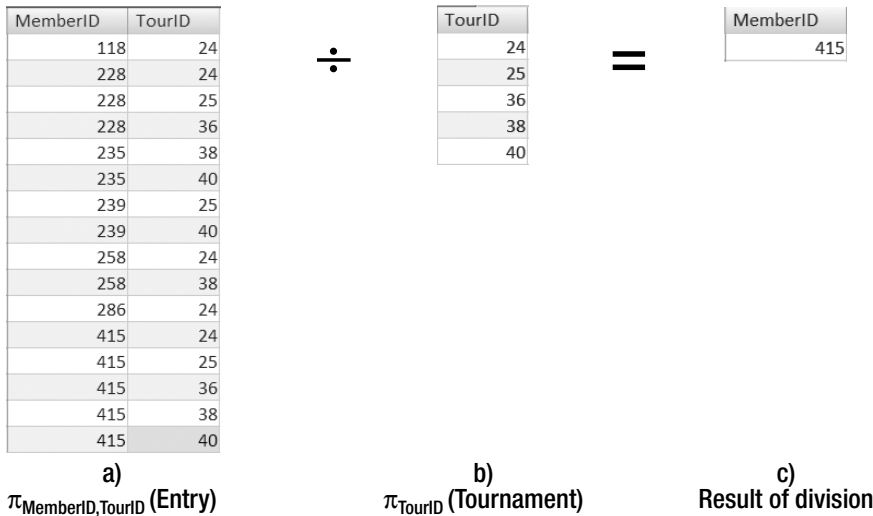 MemberID TourID
118 24
228 24
228 25
228 36
235 38
235 40
239 25
239 40
258 24
258 38
286 24
415 24
415 25
415 36
415 38
415 40
a)
πMemberID,TourID (Entry)
÷
TourID
24
25
36
38
40
b)
πTourID (Tournament)
=
MemberID
415
c)
Result of division